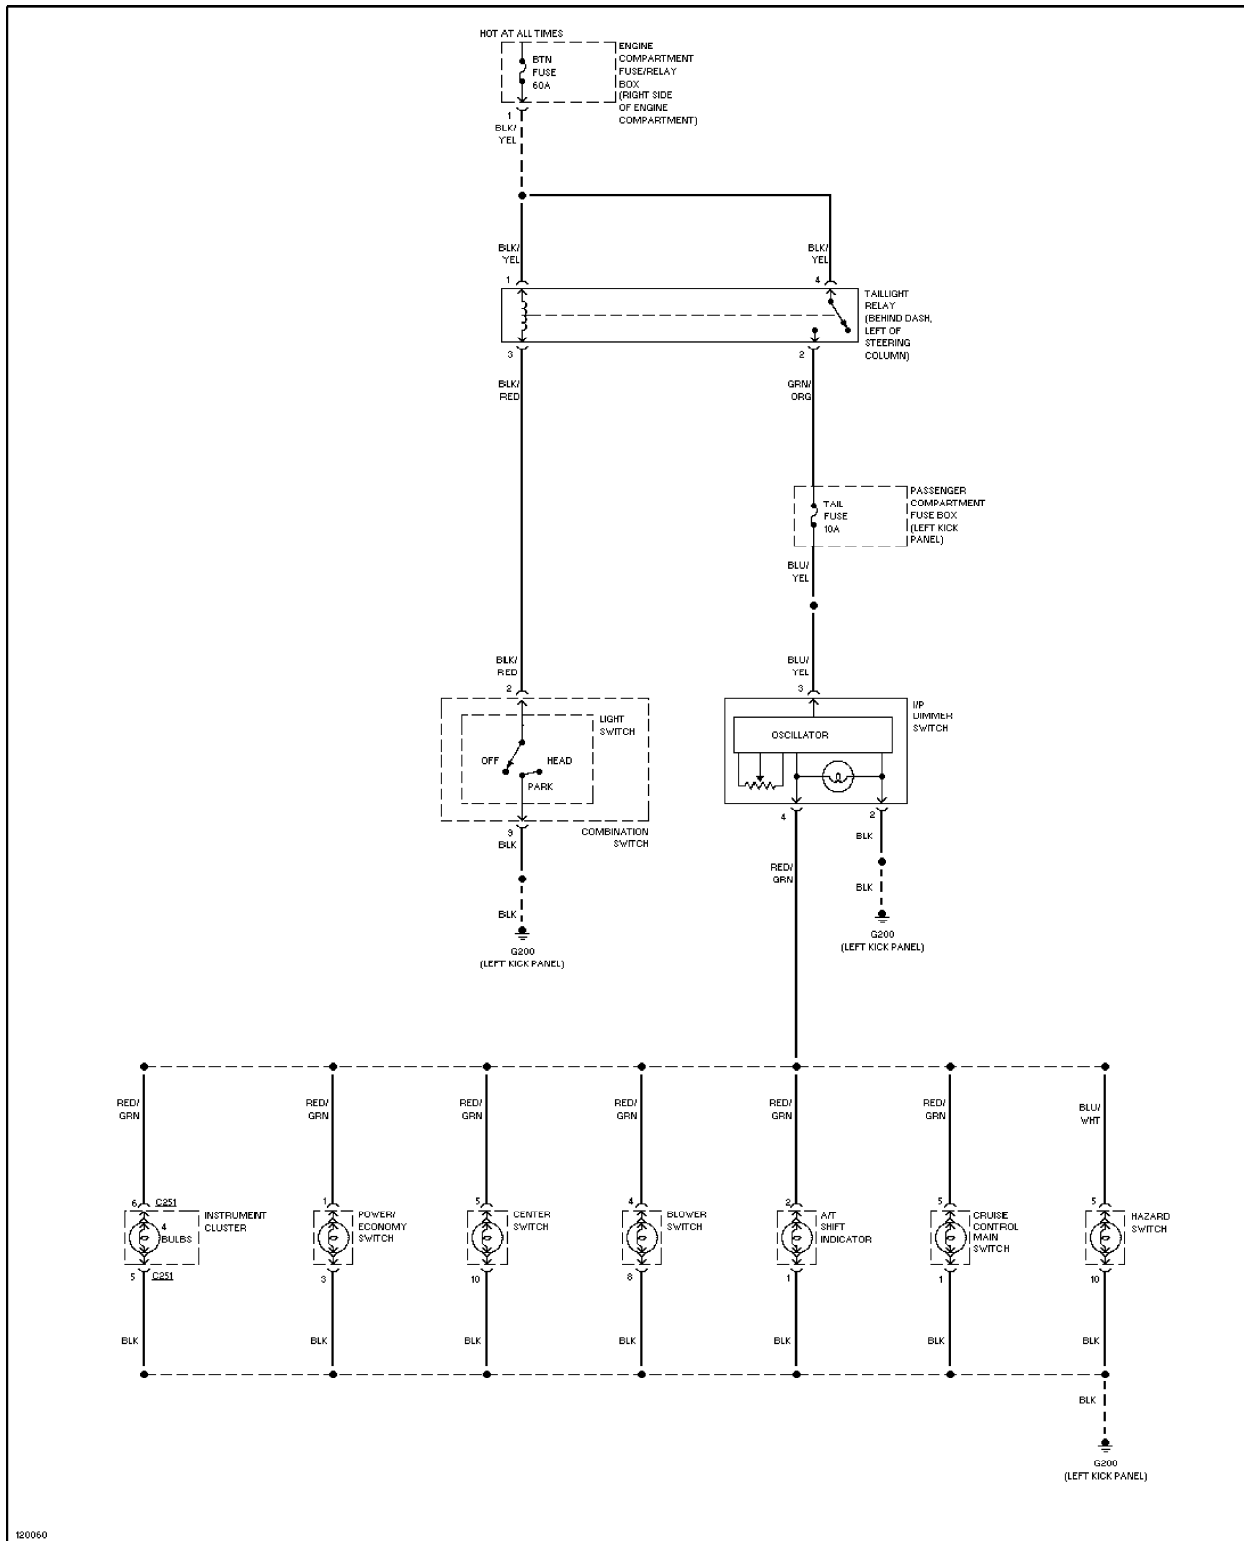 HOT AT ALL TIMES
BTN
FUSE
60A
ENGINE
COMPARTMENT
FUSE/RELAY
BOX
(RIGHT SIDE
OF ENGINE
COMPARTMENT)
1
BLK/
YEL
BLK/
YEL
BLK/
YEL
1
4
TAILLIGHT
RELAY
(BEHIND DASH,
LEFT OF
STEERING
COLUMN)
3
2
BLK/
RED
GRN/
ORG
TAIL
FUSE
10A
PASSENGER
COMPARTMENT
FUSE BOX
(LEFT KICK
PANEL)
BLU/
YEL
BLK/
RED
BLU/
YEL
2
3
LIGHT
SWITCH
OFF
HEAD
PARK
I/P
DIMMER
SWITCH
OSCILLATOR
9
COMBINATION
SWITCH
BLK
4
2
BLK
RED/
GRN
BLK
BLK
G200
(LEFT KICK PANEL)
G200
(LEFT KICK PANEL)
RED/
GRN
RED/
GRN
RED/
GRN
RED/
GRN
RED/
GRN
RED/
GRN
BLU/
WHT
6 C251
1
5
4
2
5
5
4
BULBS
INSTRUMENT
CLUSTER
POWER/
ECONOMY
SWITCH
CENTER
SWITCH
BLOWER
SWITCH
A/T
SHIFT
INDICATOR
CRUISE
CONTROL
MAIN
SWITCH
HAZARD
SWITCH
5 C251
3
10
8
1
1
10
BLK
BLK
BLK
BLK
BLK
BLK
BLK
BLK
G200
(LEFT KICK PANEL)
120060